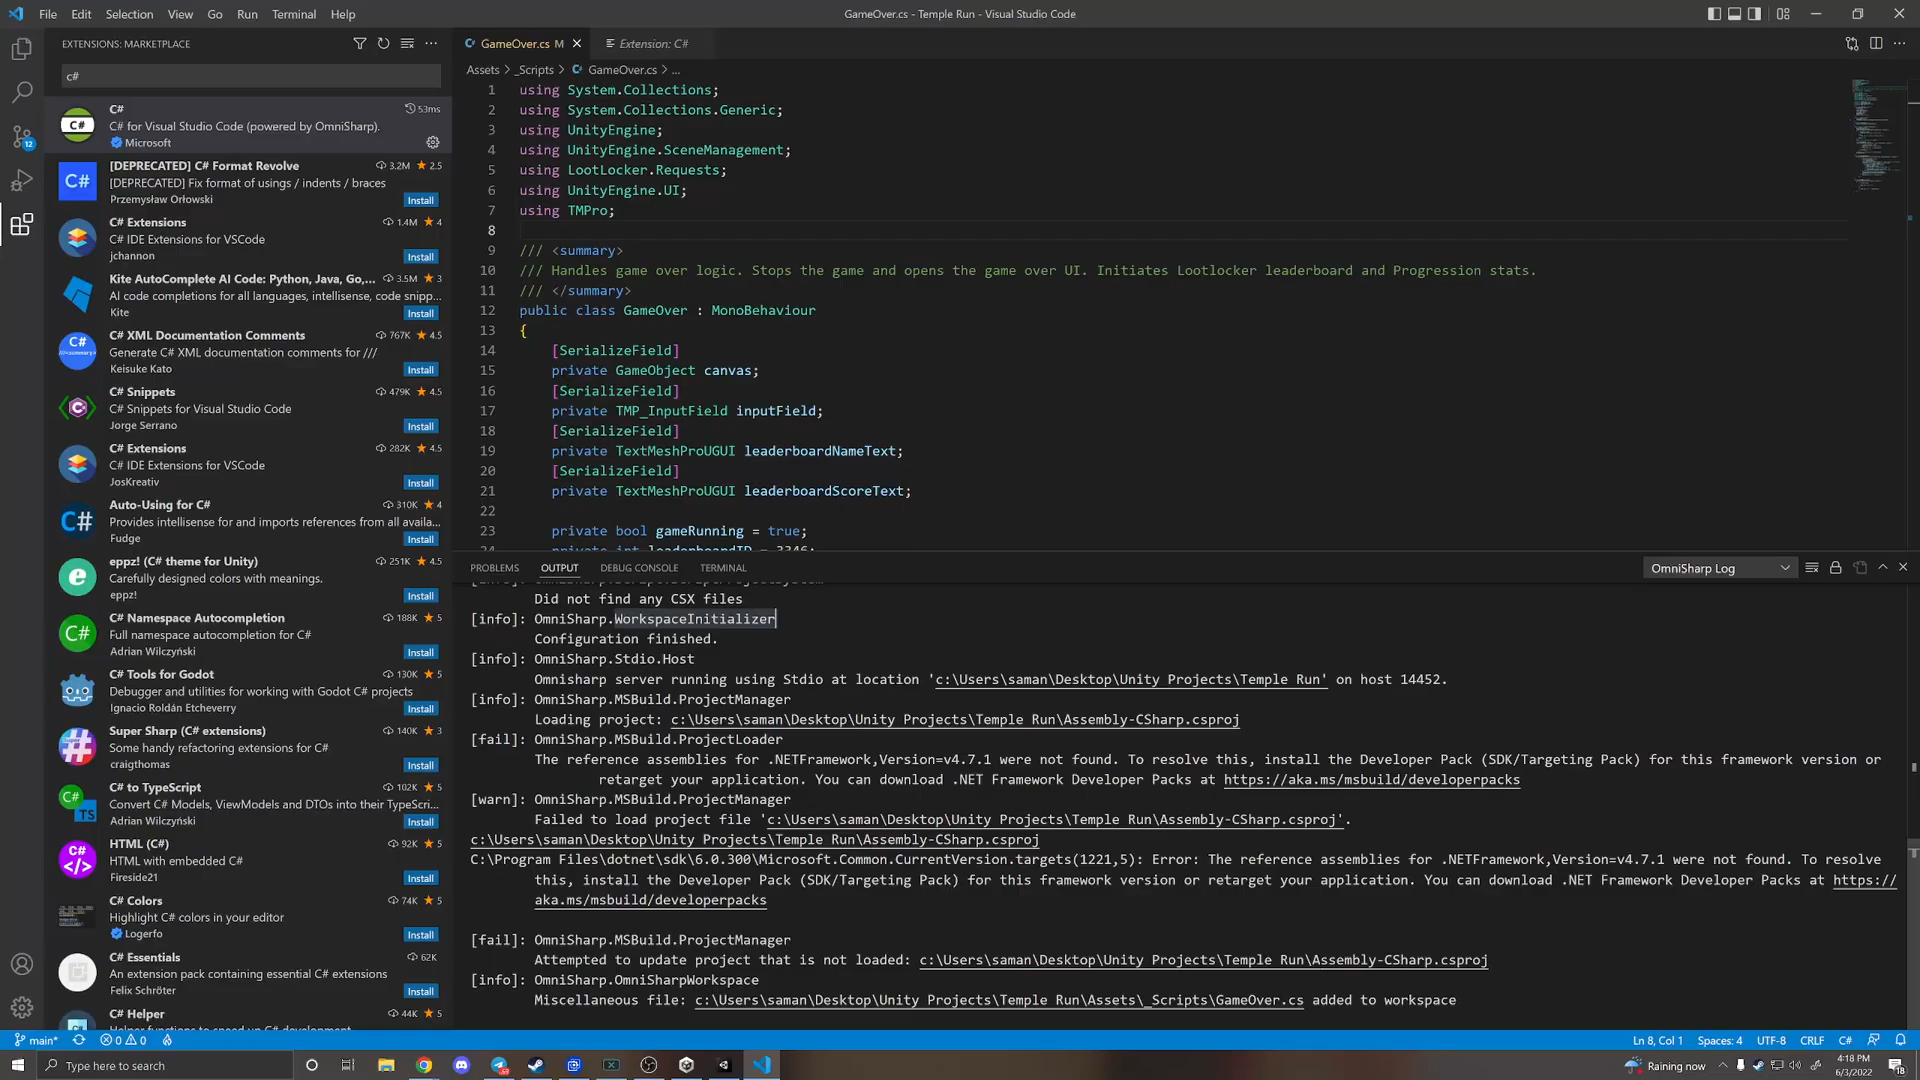 File Edit Selection View Go Run Terminal Help
GameOver.cs - Temple Run - Visual Studio Code
EXTENSIONS: MARKETPLACE
c#
C# 53ms
C# for Visual Studio Code (powered by OmniSharp).
Microsoft
[DEPRECATED] C# Format Revolve 3.2M 2.5
[DEPRECATED] Fix format of usings / indents / braces
Przemysław Orłowski Install
C# Extensions 1.4M 4
C# IDE Extensions for VSCode
jchannon Install
Kite AutoComplete AI Code: Python, Java, Go,... 3.5M 3
AI code completions for all languages, intellisense, code snipp...
Kite Install
C# XML Documentation Comments 767K 4.5
Generate C# XML documentation comments for ///
Keisuke Kato Install
C# Snippets 479K 4.5
C# Snippets for Visual Studio Code
Jorge Serrano Install
C# Extensions 282K 4.5
C# IDE Extensions for VSCode
JosKreativ Install
Auto-Using for C# 310K 4
Provides intellisense for and imports references from all availa...
Fudge Install
eppz! (C# theme for Unity) 251K 4.5
Carefully designed colors with meanings.
eppz! Install
C# Namespace Autocompletion 188K 5
Full namespace autocompletion for C#
Adrian Wilczyński Install
C# Tools for Godot 130K 5
Debugger and utilities for working with Godot C# projects
Ignacio Roldán Etcheverry Install
Super Sharp (C# extensions) 140K 3
Some handy refactoring extensions for C#
craigthomas Install
C# to TypeScript 102K 5
Convert C# Models, ViewModels and DTOs into their TypeScri...
Adrian Wilczyński Install
HTML (C#) 92K 5
HTML with embedded C#
Fireside21 Install
C# Colors 74K 5
Highlight C# colors in your editor
Logerfo Install
C# Essentials 62K
An extension pack containing essential C# extensions
Felix Schröter Install
C# Helper 44K 5
Helper functions to speed up C# development
GameOver.cs M Extension: C#
Assets > _Scripts > GameOver.cs > ...
1 using System.Collections;
2 using System.Collections.Generic;
3 using UnityEngine;
4 using UnityEngine.SceneManagement;
5 using LootLocker.Requests;
6 using UnityEngine.UI;
7 using TMPro;
8
9 /// <summary>
10 /// Handles game over logic. Stops the game and opens the game over UI. Initiates Lootlocker leaderboard and Progression stats.
11 /// </summary>
12 public class GameOver : MonoBehaviour
13 {
14 [SerializeField]
15 private GameObject canvas;
16 [SerializeField]
17 private TMP_InputField inputField;
18 [SerializeField]
19 private TextMeshProUGUI leaderboardNameText;
20 [SerializeField]
21 private TextMeshProUGUI leaderboardScoreText;
22
23 private bool gameRunning = true;
24 private int leaderboardID = 3346;
PROBLEMS OUTPUT DEBUG CONSOLE TERMINAL OmniSharp Log
Did not find any CSX files
[info]: OmniSharp.WorkspaceInitializer
Configuration finished.
[info]: OmniSharp.Stdio.Host
Omnisharp server running using Stdio at location 'c:\Users\saman\Desktop\Unity Projects\Temple Run' on host 14452.
[info]: OmniSharp.MSBuild.ProjectManager
Loading project: c:\Users\saman\Desktop\Unity Projects\Temple Run\Assembly-CSharp.csproj
[fail]: OmniSharp.MSBuild.ProjectLoader
The reference assemblies for .NETFramework,Version=v4.7.1 were not found. To resolve this, install the Developer Pack (SDK/Targeting Pack) for this framework version or
retarget your application. You can download .NET Framework Developer Packs at https://aka.ms/msbuild/developerpacks
[warn]: OmniSharp.MSBuild.ProjectManager
Failed to load project file 'c:\Users\saman\Desktop\Unity Projects\Temple Run\Assembly-CSharp.csproj'.
c:\Users\saman\Desktop\Unity Projects\Temple Run\Assembly-CSharp.csproj
C:\Program Files\dotnet\sdk\6.0.300\Microsoft.Common.CurrentVersion.targets(1221,5): Error: The reference assemblies for .NETFramework,Version=v4.7.1 were not found. To resolve
this, install the Developer Pack (SDK/Targeting Pack) for this framework version or retarget your application. You can download .NET Framework Developer Packs at https://
aka.ms/msbuild/developerpacks
[fail]: OmniSharp.MSBuild.ProjectManager
Attempted to update project that is not loaded: c:\Users\saman\Desktop\Unity Projects\Temple Run\Assembly-CSharp.csproj
[info]: OmniSharp.OmniSharpWorkspace
Miscellaneous file: c:\Users\saman\Desktop\Unity Projects\Temple Run\Assets\_Scripts\GameOver.cs added to workspace
main* 0 0 Ln 8, Col 1 Spaces: 4 UTF-8 CRLF C#
Type here to search Raining now 4:18 PM
6/3/2022 18